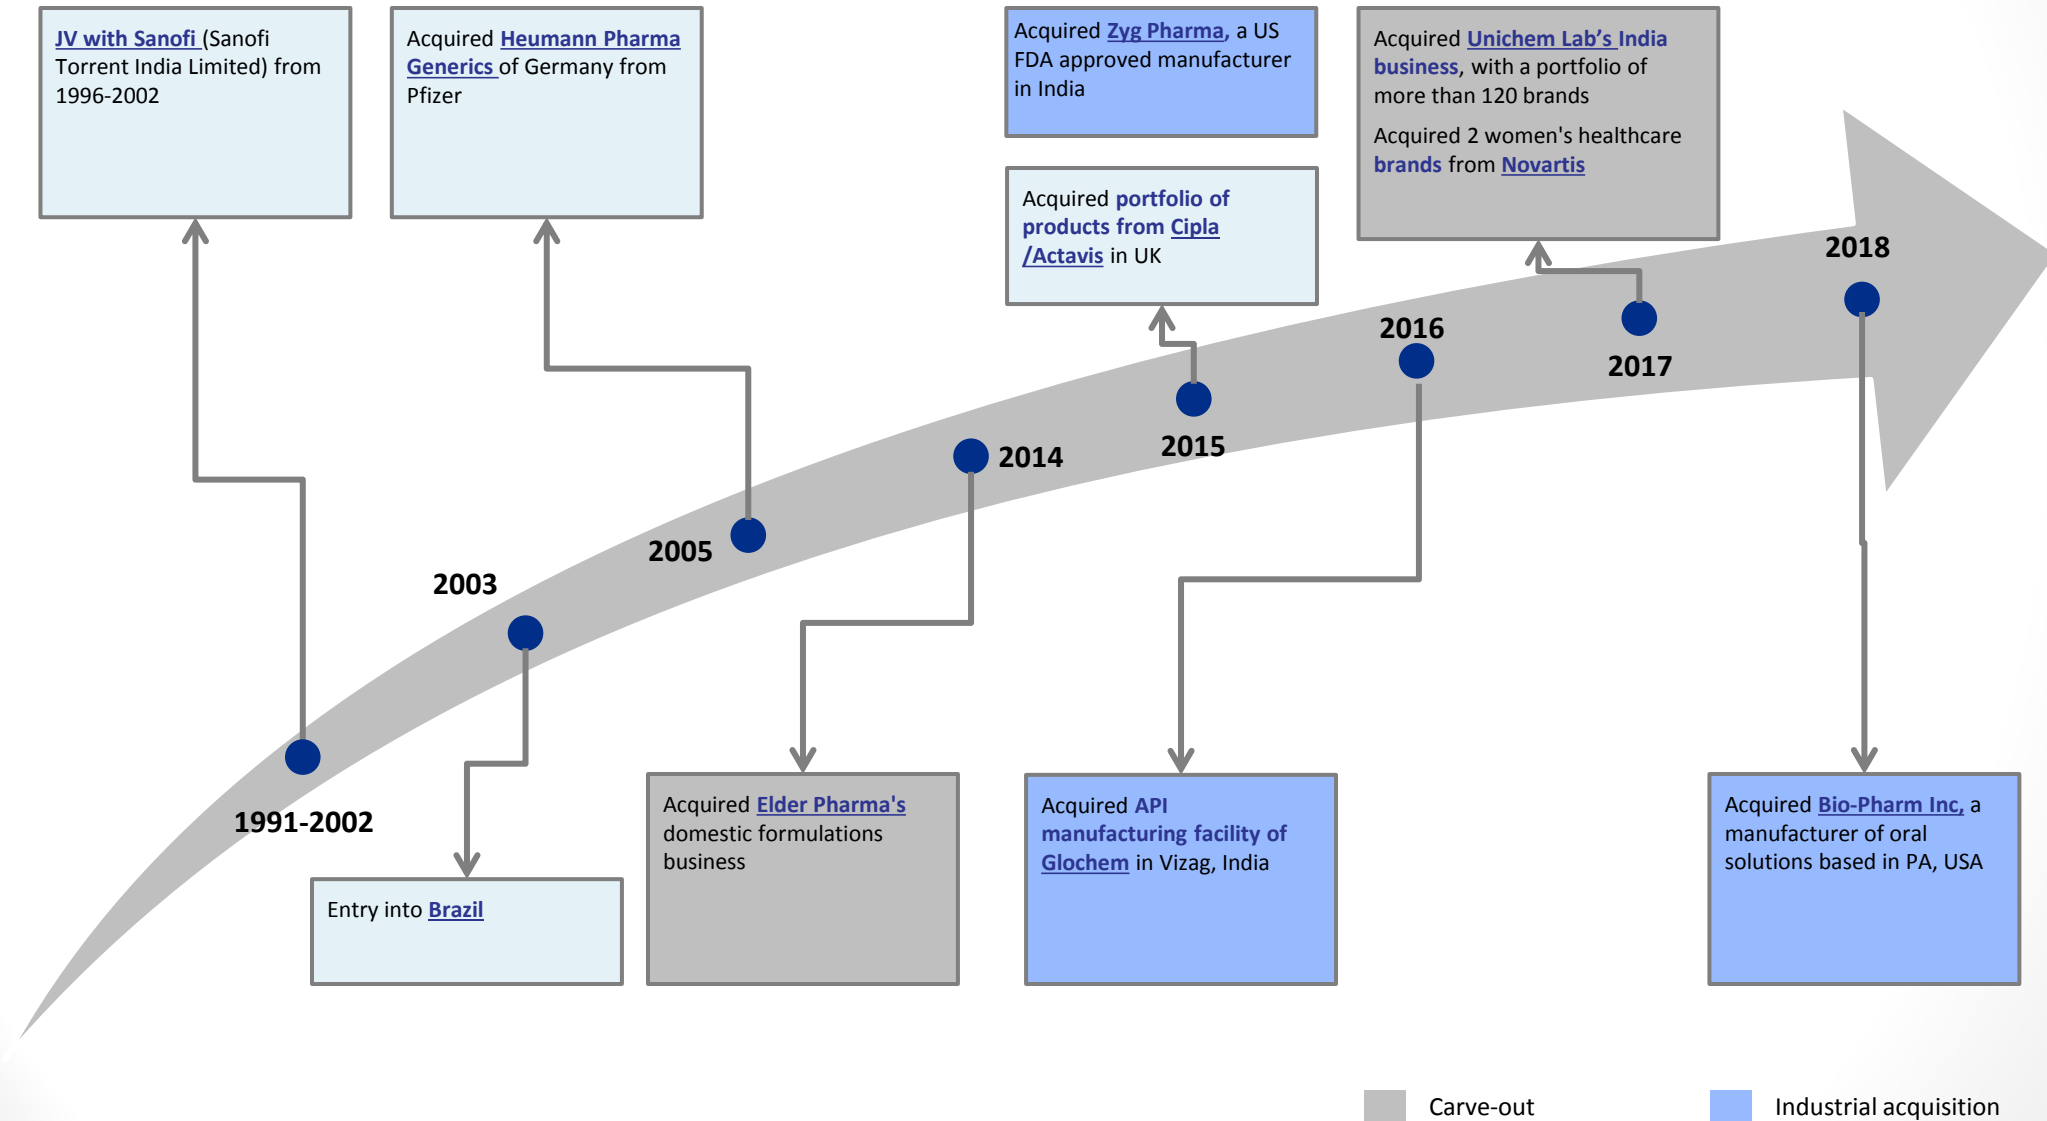 JV with Sanofi (Sanofi
Torrent India Limited) from
1996-2002
Acquired Heumann Pharma
Generics of Germany from
Pfizer
Acquired Zyg Pharma, a US
FDA approved manufacturer
in India
Acquired portfolio of
products from Cipla
/Actavis in UK
Acquired Unichem Lab’s India
business, with a portfolio of
more than 120 brands
Acquired 2 women's healthcare
brands from Novartis
2018
2016
2017
2015
2014
2005
2003
1991-2002
Entry into Brazil
Acquired Elder Pharma's
domestic formulations
business
Acquired API
manufacturing facility of
Glochem in Vizag, India
Acquired Bio-Pharm Inc, a
manufacturer of oral
solutions based in PA, USA
Carve-out
Industrial acquisition